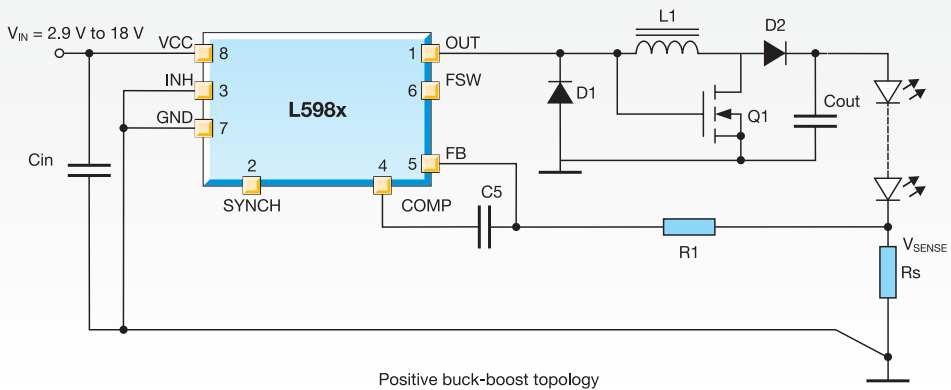 V_IN = 2.9 V to 18 V
VCC
8
INH
3
GND
7
L598x
1
OUT
6
FSW
5
FB
2
SYNCH
4
COMP
Cin
C5
R1
L1
D1
D2
Q1
Cout
V_SENSE
Rs
Positive buck-boost topology